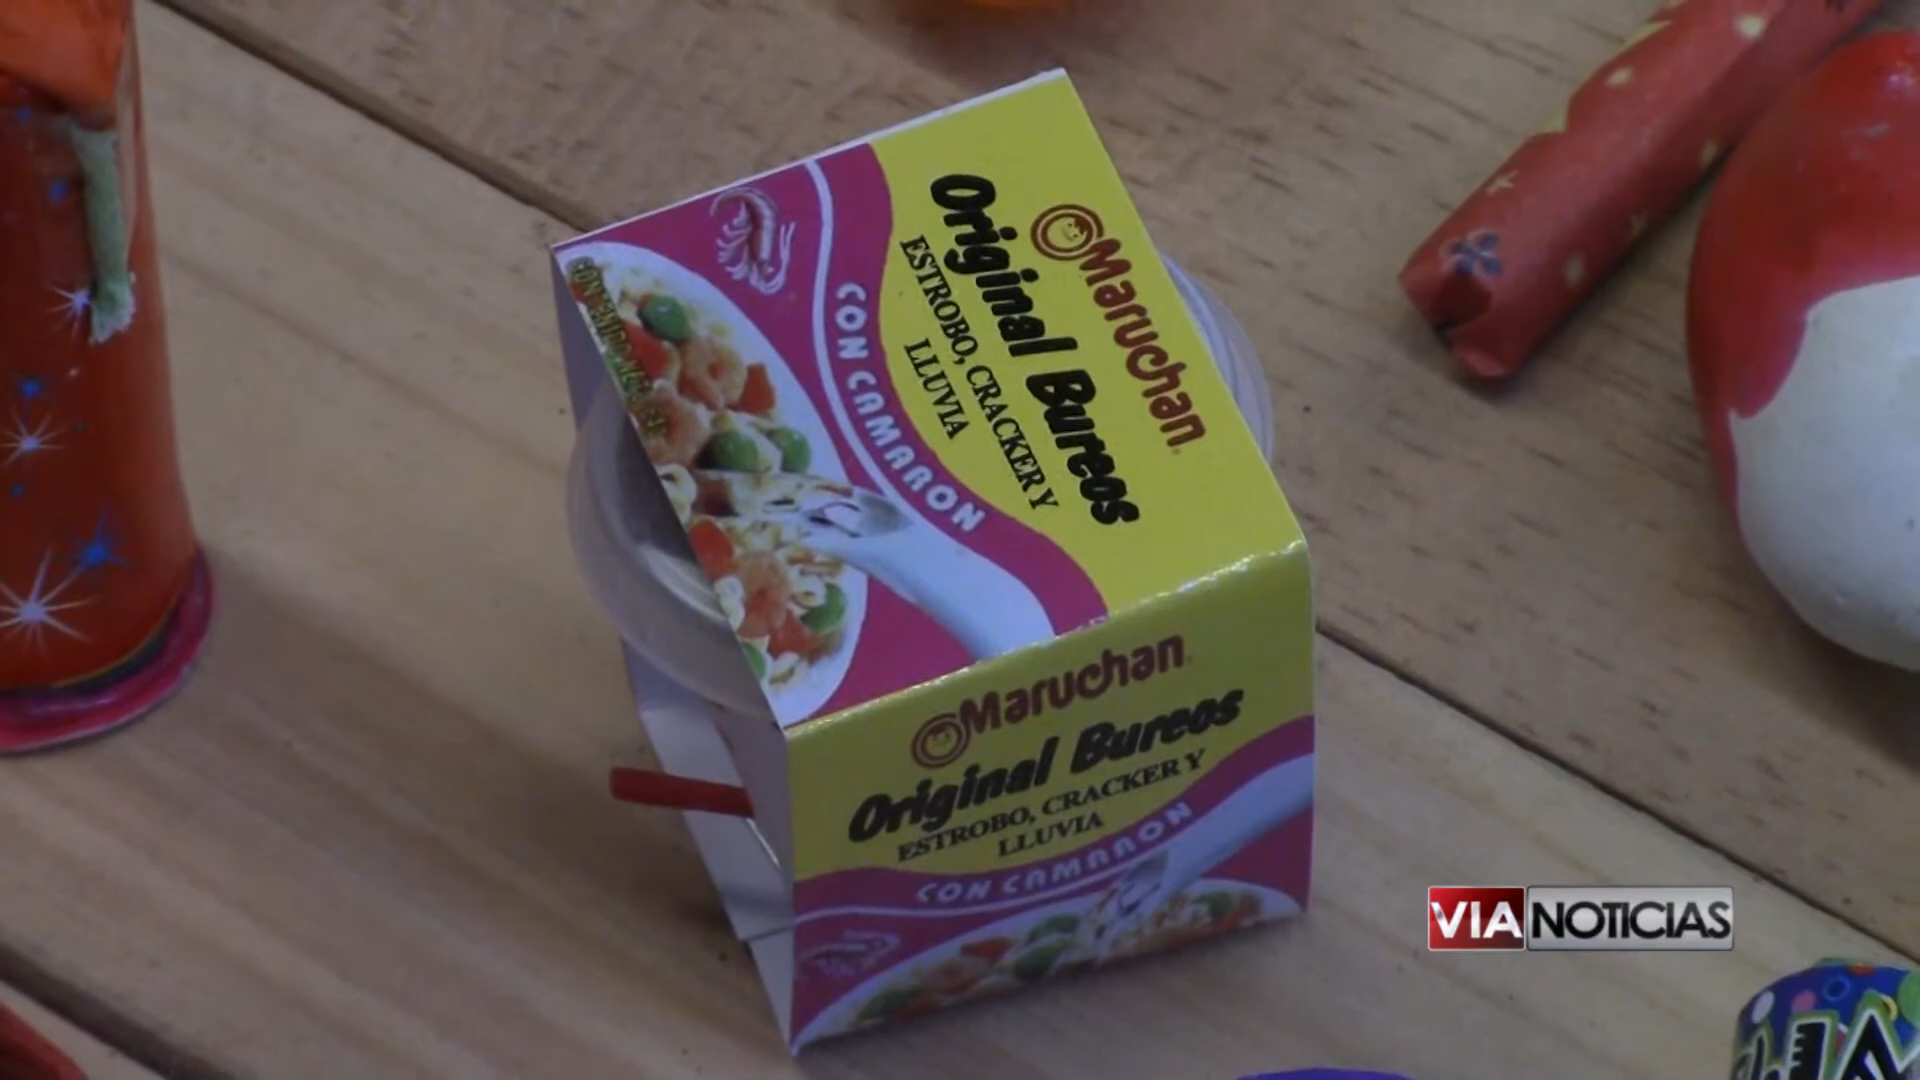 Maruchan
Original Bureos
ESTROBO, CRACKER Y
LLUVIA
CON CAMARON
Maruchan
Original Bureos
ESTROBO, CRACKER Y
LLUVIA
CON CAMARON
VIA NOTICIAS